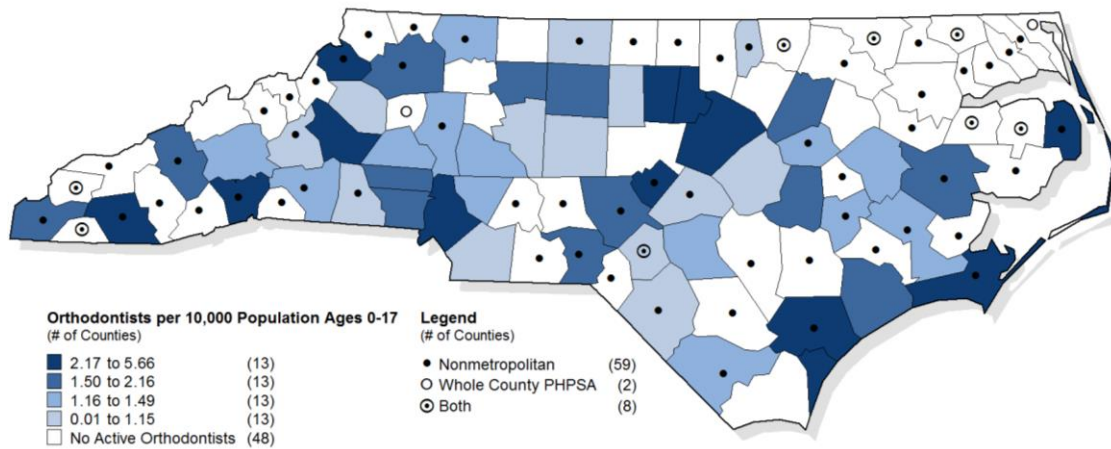 Orthodontists per 10,000 Population Ages 0-17
(# of Counties)
2.17 to 5.66 (13)
1.50 to 2.16 (13)
1.16 to 1.49 (13)
0.01 to 1.15 (13)
No Active Orthodontists (48)
Legend
(# of Counties)
Nonmetropolitan (59)
Whole County PHPSA (2)
Both (8)